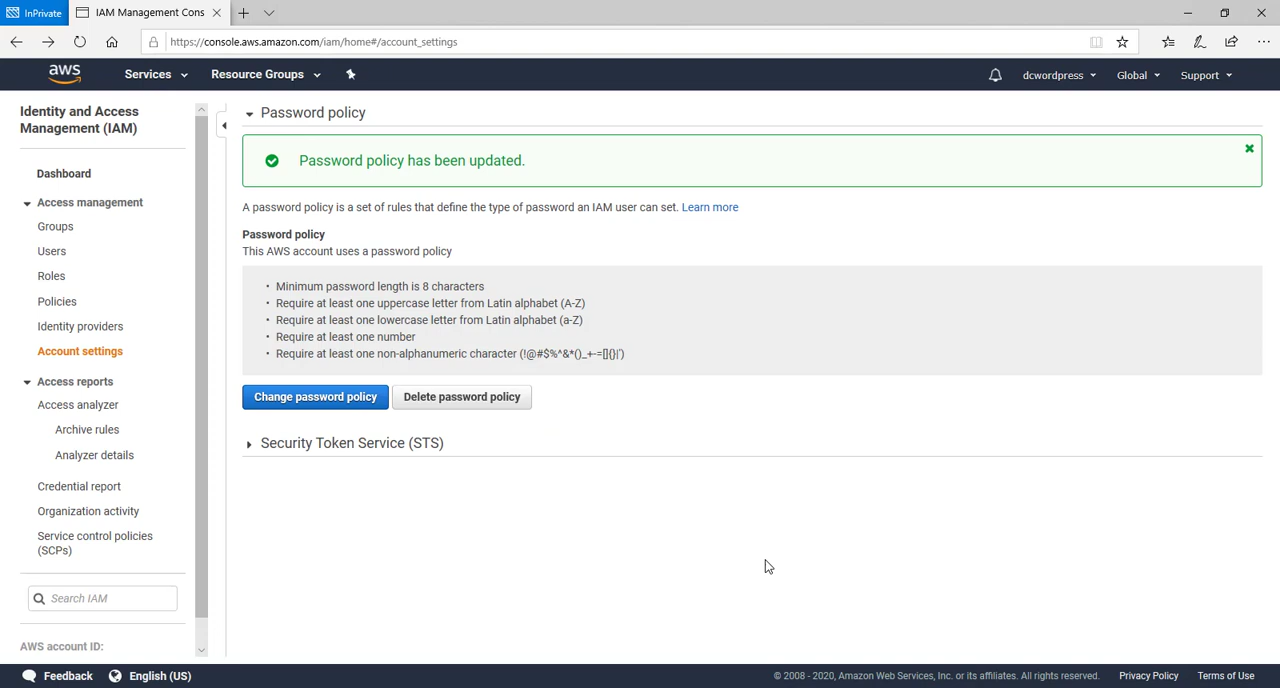 InPrivate
IAM Management Cons
https://console.aws.amazon.com/iam/home#/account_settings
aws
Services
Resource Groups
dcwordpress
Global
Support
Identity and Access
Management (IAM)
Dashboard
Access management
Groups
Users
Roles
Policies
Identity providers
Account settings
Access reports
Access analyzer
Archive rules
Analyzer details
Credential report
Organization activity
Service control policies
(SCPs)
Search IAM
AWS account ID:
Password policy
Password policy has been updated.
A password policy is a set of rules that define the type of password an IAM user can set. Learn more
Password policy
This AWS account uses a password policy
• Minimum password length is 8 characters
• Require at least one uppercase letter from Latin alphabet (A-Z)
• Require at least one lowercase letter from Latin alphabet (a-Z)
• Require at least one number
• Require at least one non-alphanumeric character (!@#$%^&*()_+-=[]{}|')
Change password policy
Delete password policy
Security Token Service (STS)
Feedback
English (US)
© 2008 - 2020, Amazon Web Services, Inc. or its affiliates. All rights reserved.
Privacy Policy
Terms of Use